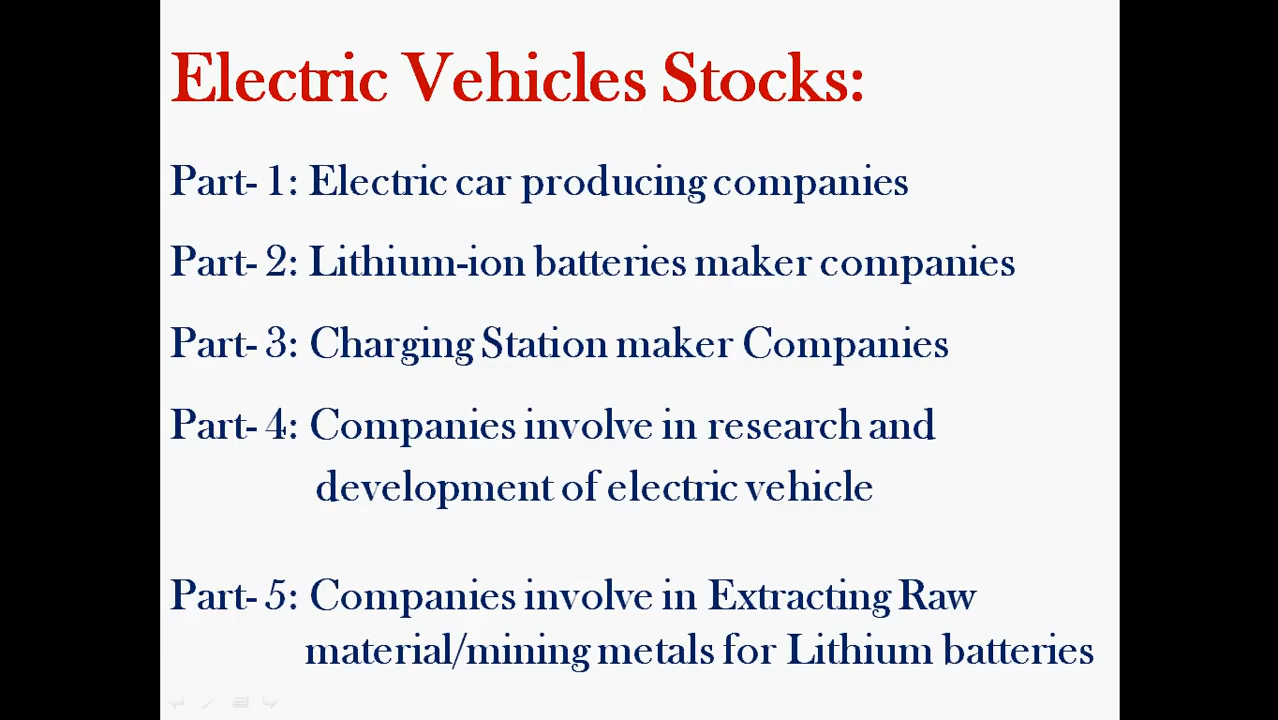 Electric Vehicles Stocks:
Part- 1: Electric car producing companies
Part- 2: Lithium-ion batteries maker companies
Part- 3: Charging Station maker Companies
Part- 4: Companies involve in research and
development of electric vehicle
Part- 5: Companies involve in Extracting Raw
material/mining metals for Lithium batteries